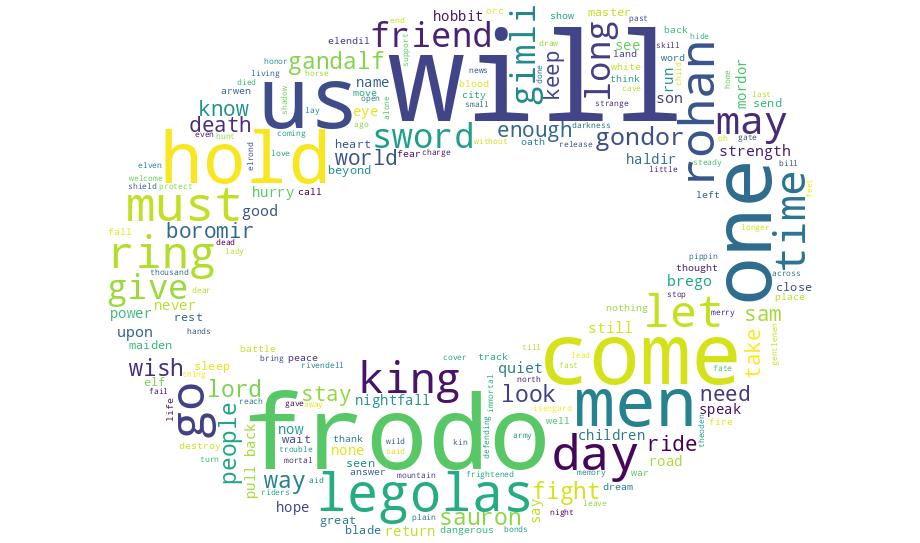 end
orc
hobbit
master
show
past
elendil
friend
support
gimli
draw
long
see
back
hide
honor
living
died
arwen
gandalf
us
will
news
blood
city
small
done
keep
strange
land
white
think
cave
skill
word
run
child
son
rohan
home
mordor
last
send
shadow
horse
name
move
open
eye
alone
know
lay
death
even
hunt
ago
coming
sword
enough
darkness
gondor
oh
gate
may
without
oath
release
heart
fear
charge
hold
love
elrond
world
beyond
haldir
little
steady
bill
strength
elven
welcome
shield
protect
hurry
call
left
one
time
feet
must
good
boromir
dead
lady
fall
ring
thousand
longer
pippin
across
thought
brego
stop
close
place
give
dear
never
power
rest
hands
upon
maiden
nothing
let
merry
sam
gentlemen
still
till
battle
bring
peace
rivendell
cover
track
quiet
come
lead
fast
fate
take
wish
sleep
elf
thing
fail
king
look
north
men
need
life
go
lord
reach
stay
nightfall
immortal
isengard
speak
destroy
people
gave
away
frodo
army
well
fire
theoden
turn
pull back
now
wait
trouble
mortal
thank
none
wild
said
kin
defending
children
day
ride
road
seen
answer
mountain
frightened
memory
war
way
aid
riders
legolas
fight
dream
hope
great
blade
plain
return
sauron
dangerous
bonds
say
night
leave